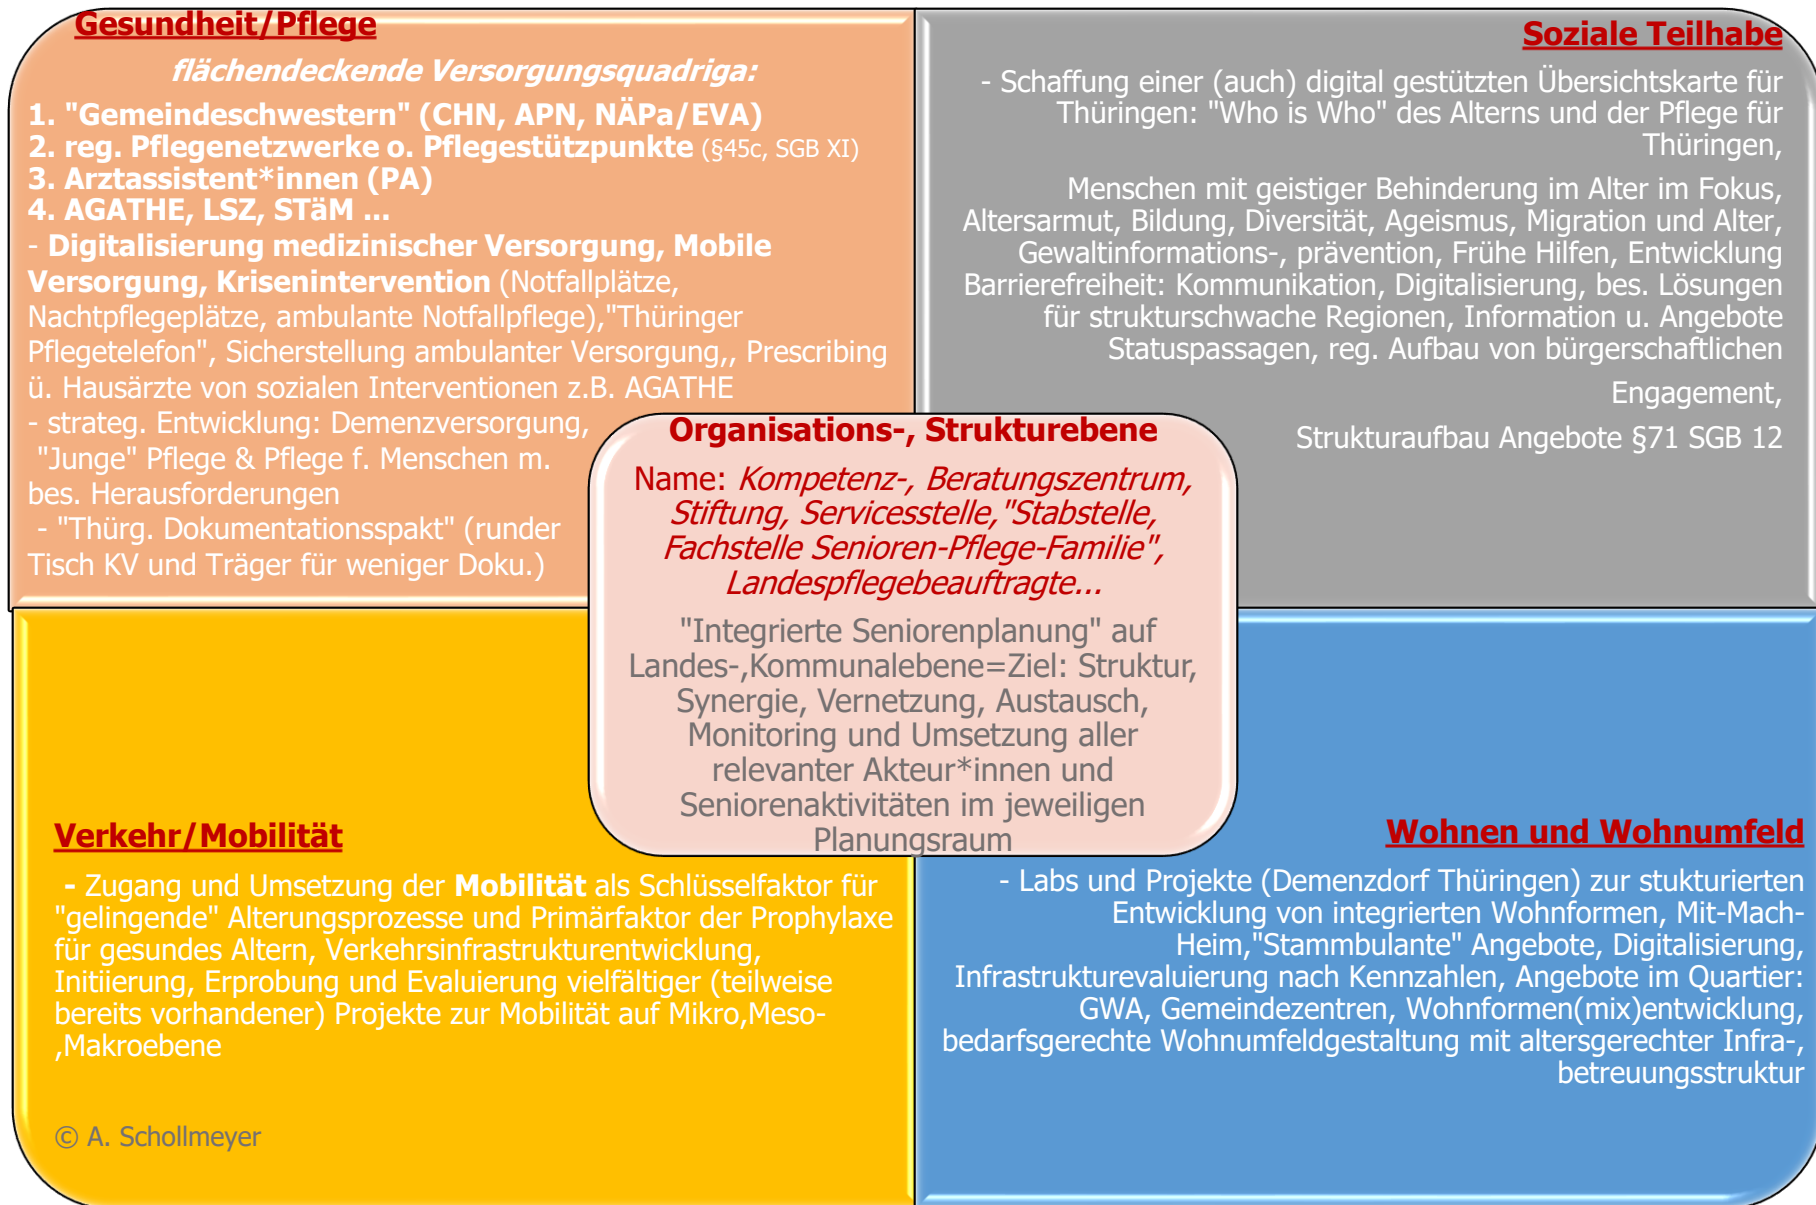 Gesundheit/Pflege
flächendeckende Versorgungsquadriga:
1. "Gemeindeschwestern" (CHN, APN, NÄPa/EVA)
2. reg. Pflegenetzwerke o. Pflegestützpunkte (§45c, SGB XI)
3. Arztassistent*innen (PA)
4. AGATHE, LSZ, STäM ...
- Digitalisierung medizinischer Versorgung, Mobile
Versorgung, Krisenintervention (Notfallplätze,
Nachtpflegeplätze, ambulante Notfallpflege),"Thüringer
Pflegetelefon", Sicherstellung ambulanter Versorgung,, Prescribing
ü. Hausärzte von sozialen Interventionen z.B. AGATHE
- strateg. Entwicklung: Demenzversorgung,
"Junge" Pflege & Pflege f. Menschen m.
bes. Herausforderungen
- "Thürg. Dokumentationsspakt" (runder
Tisch KV und Träger für weniger Doku.)
Soziale Teilhabe
- Schaffung einer (auch) digital gestützten Übersichtskarte für
Thüringen: "Who is Who" des Alterns und der Pflege für
Thüringen,
Menschen mit geistiger Behinderung im Alter im Fokus,
Altersarmut, Bildung, Diversität, Ageismus, Migration und Alter,
Gewaltinformations-, prävention, Frühe Hilfen, Entwicklung
Barrierefreiheit: Kommunikation, Digitalisierung, bes. Lösungen
für strukturschwache Regionen, Information u. Angebote
Statuspassagen, reg. Aufbau von bürgerschaftlichen
Engagement,
Strukturaufbau Angebote §71 SGB 12
Organisations-, Strukturebene
Name: Kompetenz-, Beratungszentrum,
Stiftung, Servicesstelle,"Stabstelle,
Fachstelle Senioren-Pflege-Familie",
Landespflegebeauftragte...
"Integrierte Seniorenplanung" auf
Landes-,Kommunalebene=Ziel: Struktur,
Synergie, Vernetzung, Austausch,
Monitoring und Umsetzung aller
relevanter Akteur*innen und
Seniorenaktivitäten im jeweiligen
Planungsraum
Verkehr/Mobilität
- Zugang und Umsetzung der Mobilität als Schlüsselfaktor für
"gelingende" Alterungsprozesse und Primärfaktor der Prophylaxe
für gesundes Altern, Verkehrsinfrastrukturentwicklung,
Initiierung, Erprobung und Evaluierung vielfältiger (teilweise
bereits vorhandener) Projekte zur Mobilität auf Mikro,Meso-
,Makroebene
© A. Schollmeyer
Wohnen und Wohnumfeld
- Labs und Projekte (Demenzdorf Thüringen) zur stukturierten
Entwicklung von integrierten Wohnformen, Mit-Mach-
Heim,"Stammbulante" Angebote, Digitalisierung,
Infrastrukturevaluierung nach Kennzahlen, Angebote im Quartier:
GWA, Gemeindezentren, Wohnformen(mix)entwicklung,
bedarfsgerechte Wohnumfeldgestaltung mit altersgerechter Infra-,
betreuungsstruktur